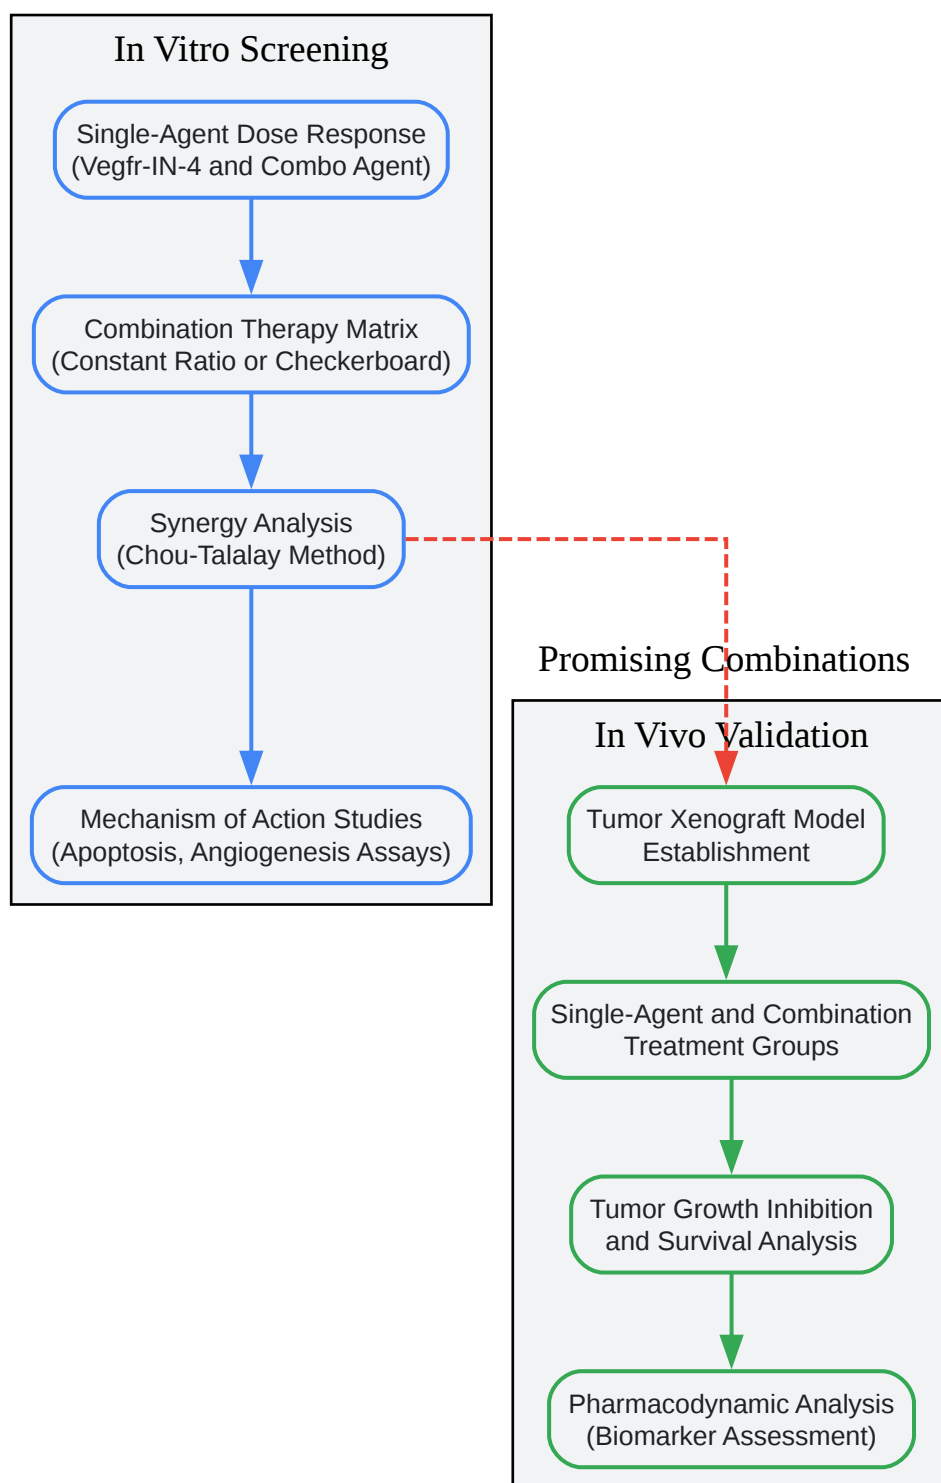 In Vitro Screening
Single-Agent Dose Response
(Vegfr-IN-4 and Combo Agent)
Combination Therapy Matrix
(Constant Ratio or Checkerboard)
Synergy Analysis
(Chou-Talalay Method)
Mechanism of Action Studies
(Apoptosis, Angiogenesis Assays)
Promising Combinations
In Vivo Validation
Tumor Xenograft Model
Establishment
Single-Agent and Combination
Treatment Groups
Tumor Growth Inhibition
and Survival Analysis
Pharmacodynamic Analysis
(Biomarker Assessment)